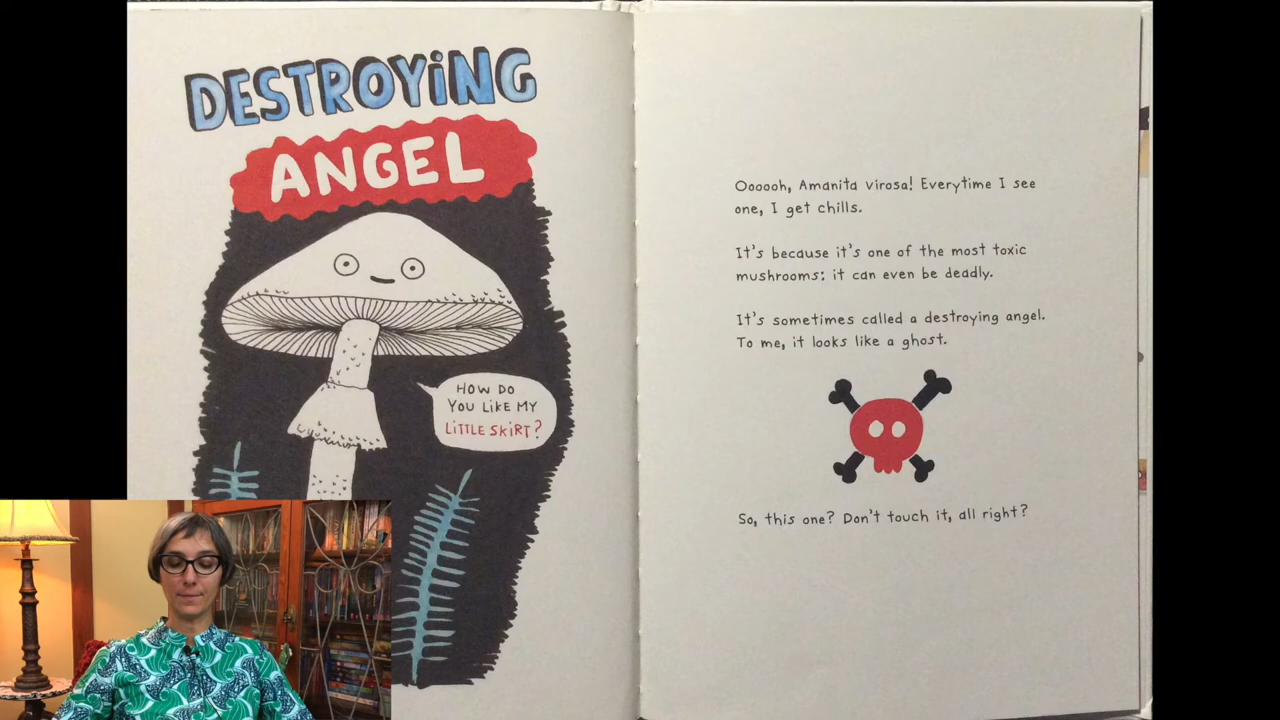 DESTROYiNG
ANGEL
HOW DO
YOU LiKE MY
LiTTLE SKiRT?
Oooooh, Amanita virosa! Everytime I see
one, I get chills.
It's because it's one of the most toxic
mushrooms: it can even be deadly.
It's sometimes called a destroying angel.
To me, it looks like a ghost.
So, this one? Don't touch it, all right?